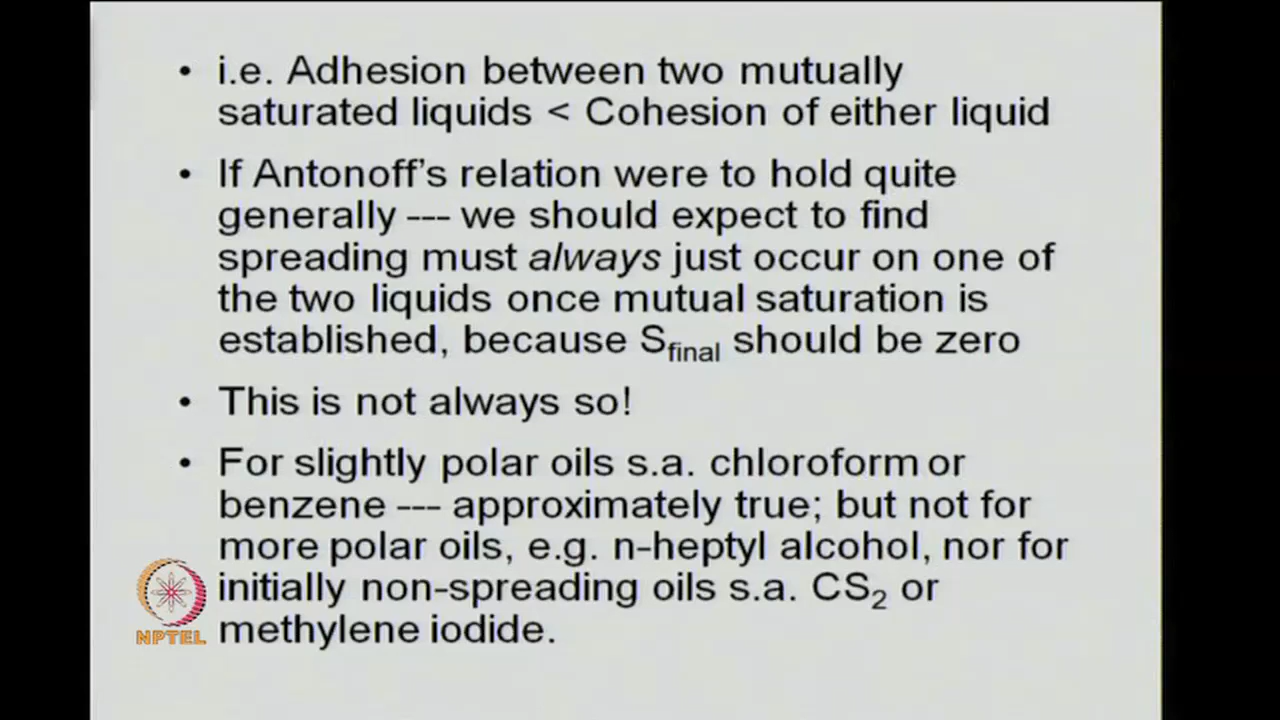 • i.e. Adhesion between two mutually
saturated liquids < Cohesion of either liquid
• If Antonoff's relation were to hold quite
generally --- we should expect to find
spreading must always just occur on one of
the two liquids once mutual saturation is
established, because Sfinal should be zero
• This is not always so!
• For slightly polar oils s.a. chloroform or
benzene --- approximately true; but not for
more polar oils, e.g. n-heptyl alcohol, nor for
initially non-spreading oils s.a. CS2 or
methylene iodide.
NPTEL